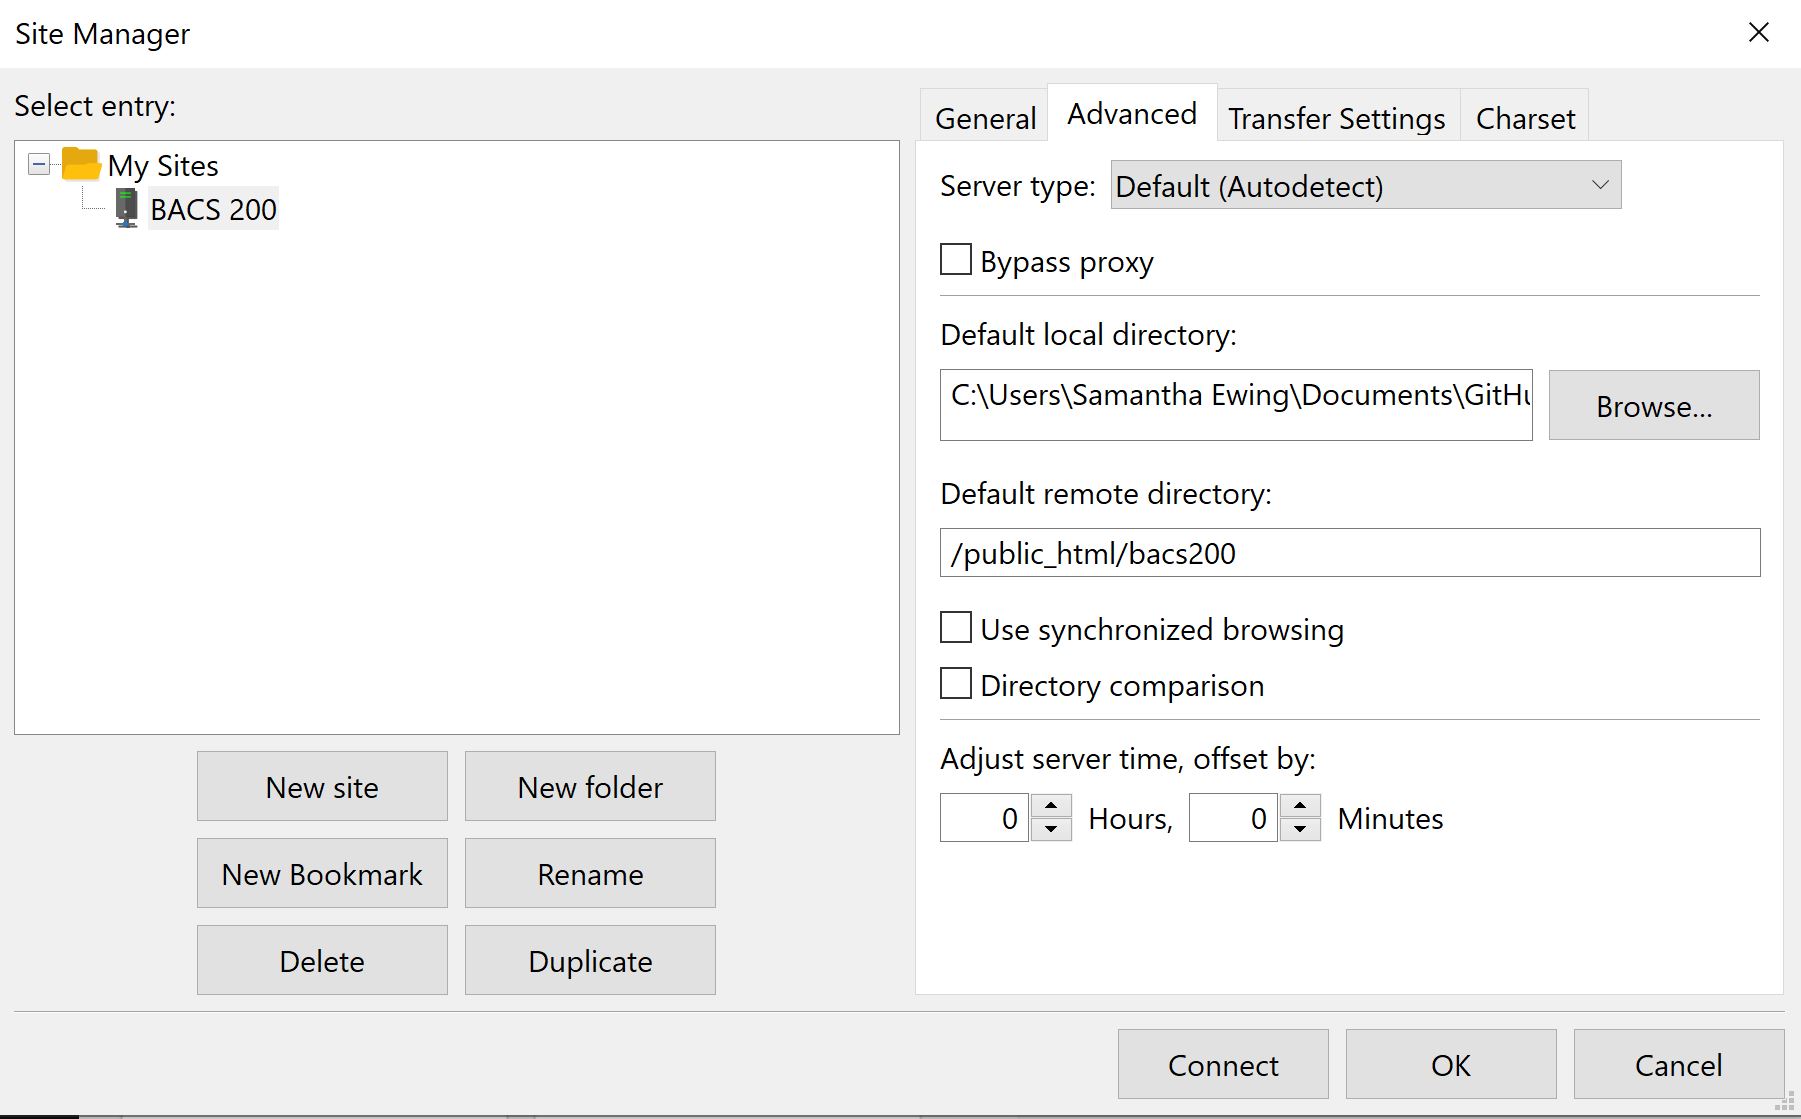 Site Manager
Select entry:
My Sites
BACS 200
New site
New folder
New Bookmark
Rename
Delete
Duplicate
General
Advanced
Transfer Settings
Charset
Server type:
Default (Autodetect)
Bypass proxy
Default local directory:
C:\Users\Samantha Ewing\Documents\GitHu
Browse...
Default remote directory:
/public_html/bacs200
Use synchronized browsing
Directory comparison
Adjust server time, offset by:
0 Hours, 0 Minutes
Connect
OK
Cancel